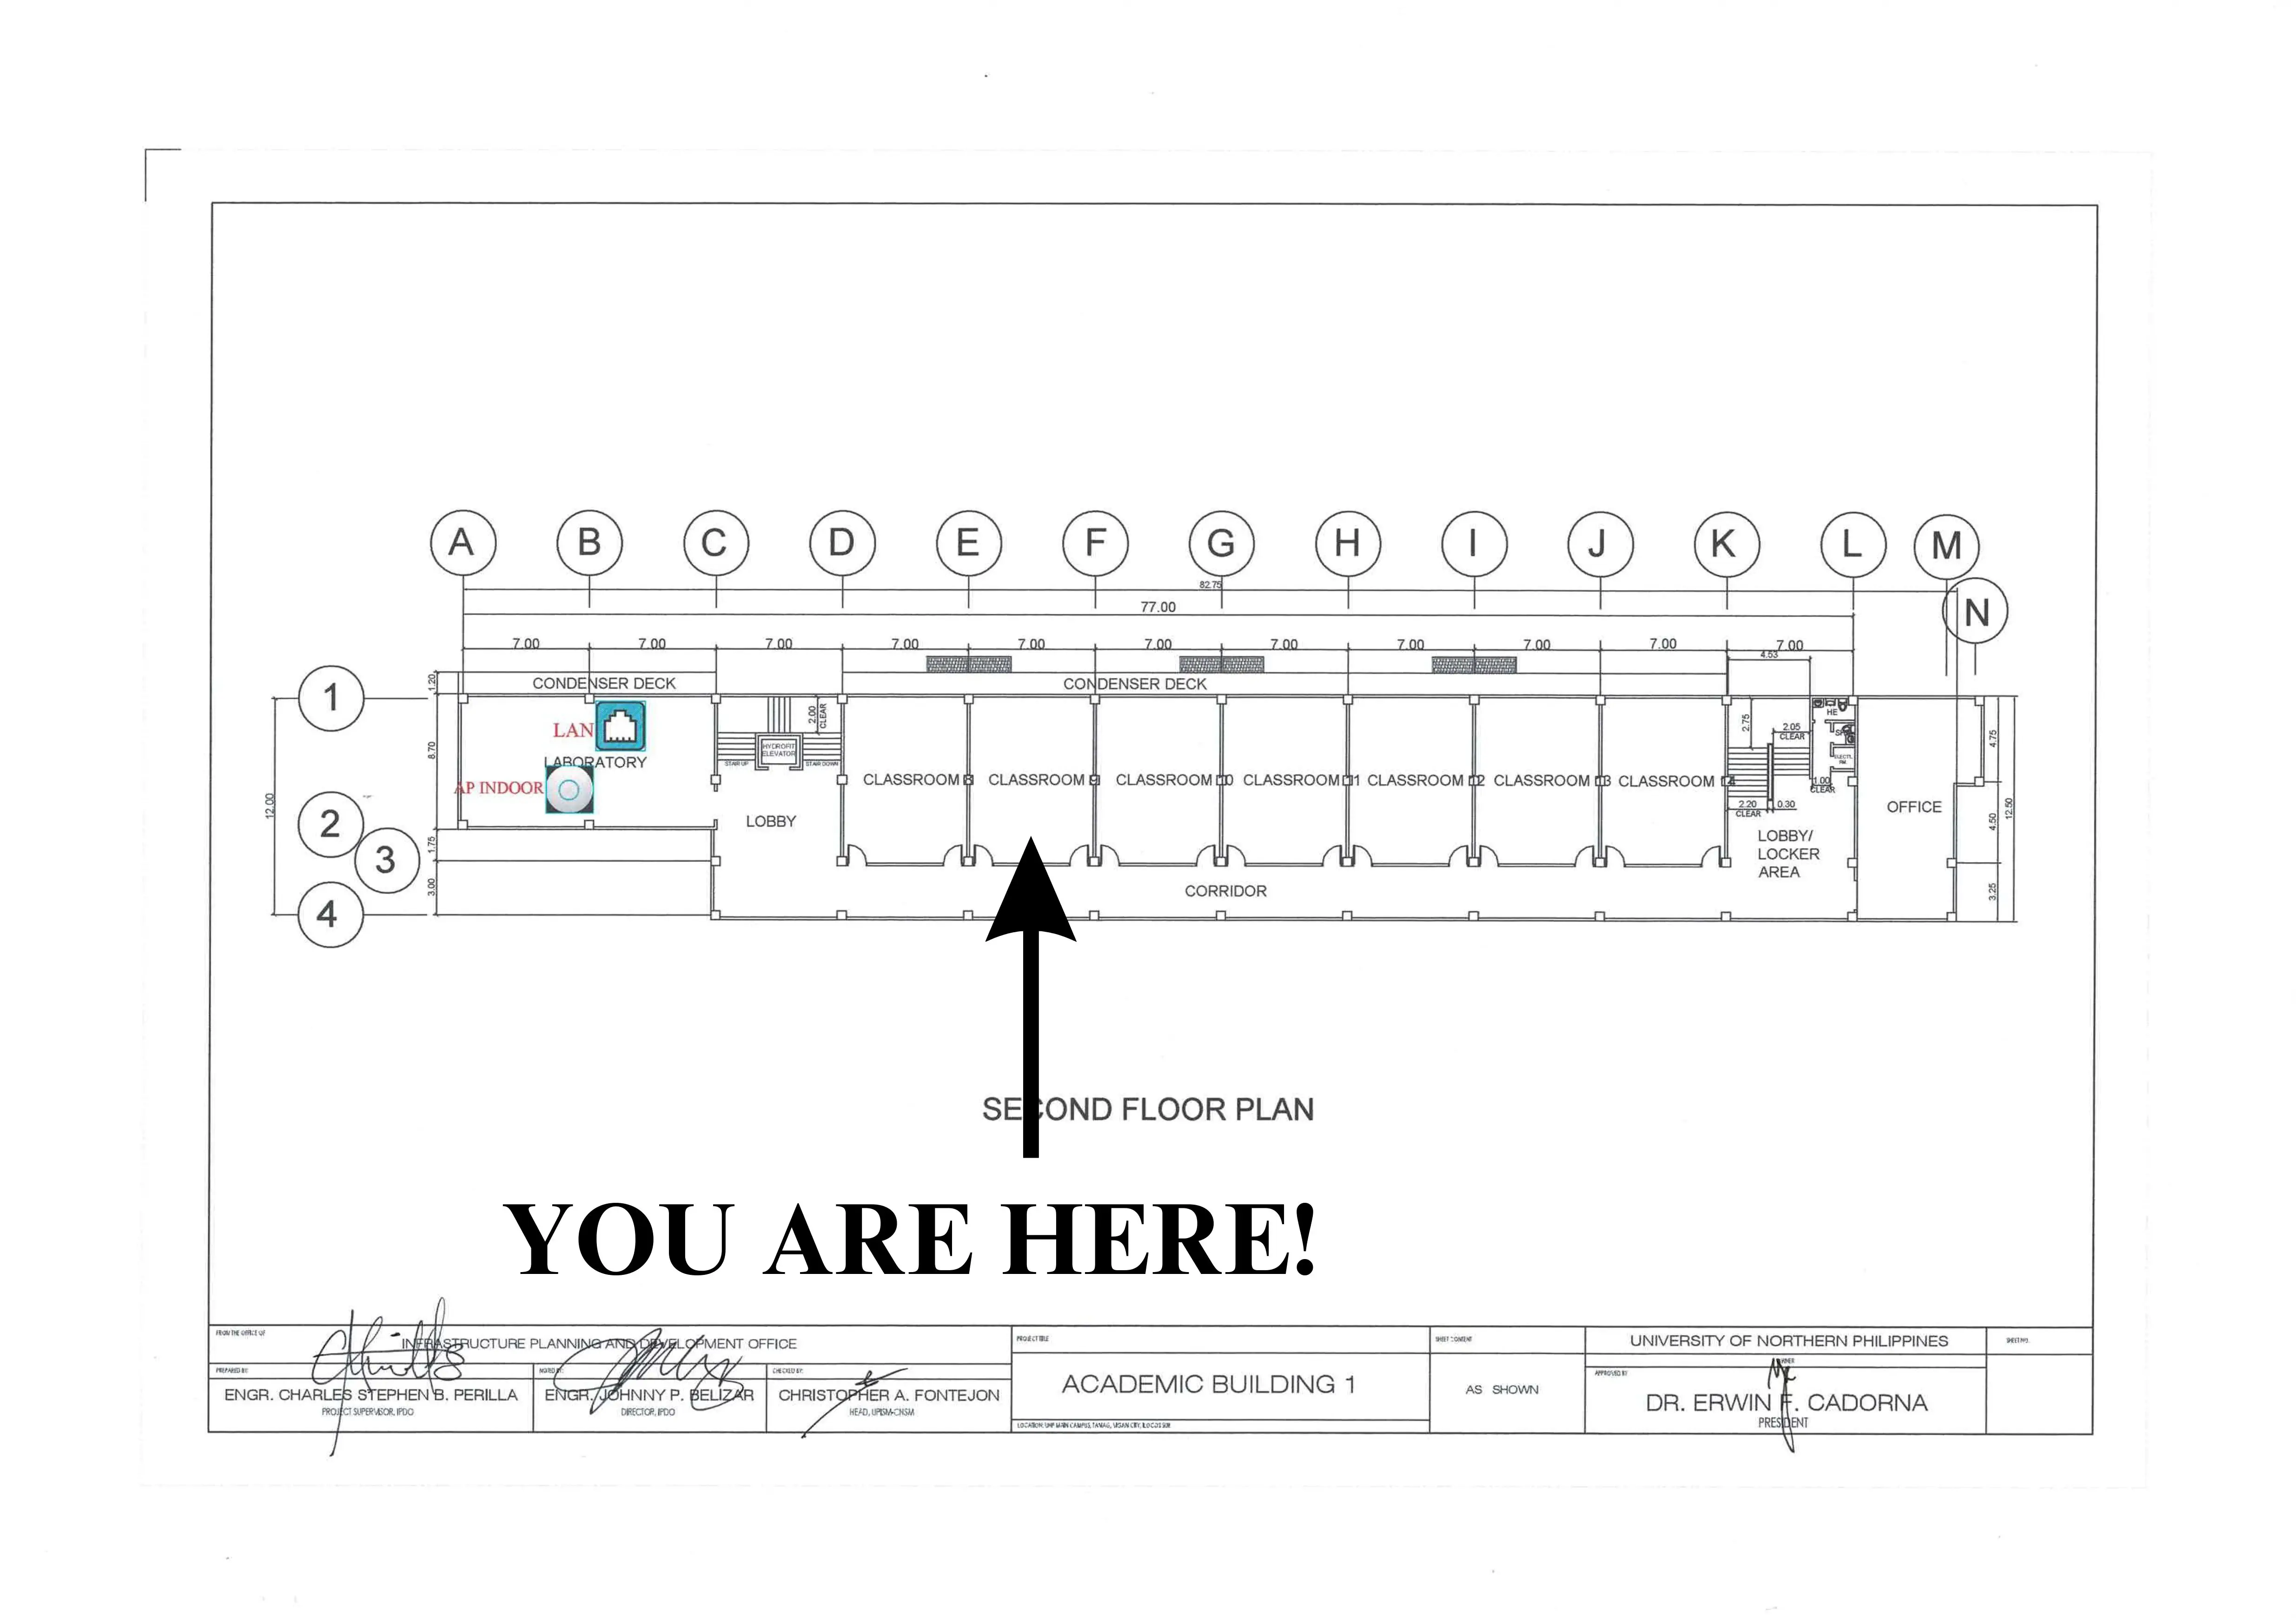 A B C D E F G H I J K L M
N
82.75
77.00
7.00 7.00 7.00 7.00 7.00 7.00 7.00 7.00 7.00 7.00 7.00
4.53
1.20
CONDENSER DECK
CONDENSER DECK
1
2
3
4
12.00
8.70
1.75
3.00
LAN
LABORATORY
AP INDOOR
2.00
CLEAR
HYDROFIT
ELEVATOR
STAIR UP
STAIR DOWN
LOBBY
CLASSROOM 8
CLASSROOM 9
CLASSROOM 10
CLASSROOM 11
CLASSROOM 12
CLASSROOM 13
CLASSROOM 14
2.75
2.05
CLEAR
HE
1.00
CLEAR
2.20
CLEAR
0.30
LOBBY/
LOCKER
AREA
OFFICE
4.75
4.50
3.25
12.50
CORRIDOR
SECOND FLOOR PLAN
YOU ARE HERE!
FROM THE OFFICE OF
INFRASTRUCTURE PLANNING AND DEVELOPMENT OFFICE
PREPARED BY:
ENGR. CHARLES STEPHEN B. PERILLA
PROJECT SUPERVISOR, IPDO
NOTED BY:
ENGR. JOHNNY P. BELIZAR
DIRECTOR, IPDO
CHECKED BY:
CHRISTOPHER A. FONTEJON
HEAD, UPISM-CNSM
PROJECT TITLE
ACADEMIC BUILDING 1
LOCATION: UNP MAIN CAMPUS, TAMAG, VIGAN CITY, ILOCOS SUR
SHEET CONTENT
AS SHOWN
UNIVERSITY OF NORTHERN PHILIPPINES
OWNER
APPROVED BY
DR. ERWIN F. CADORNA
PRESIDENT
SHEET NO.